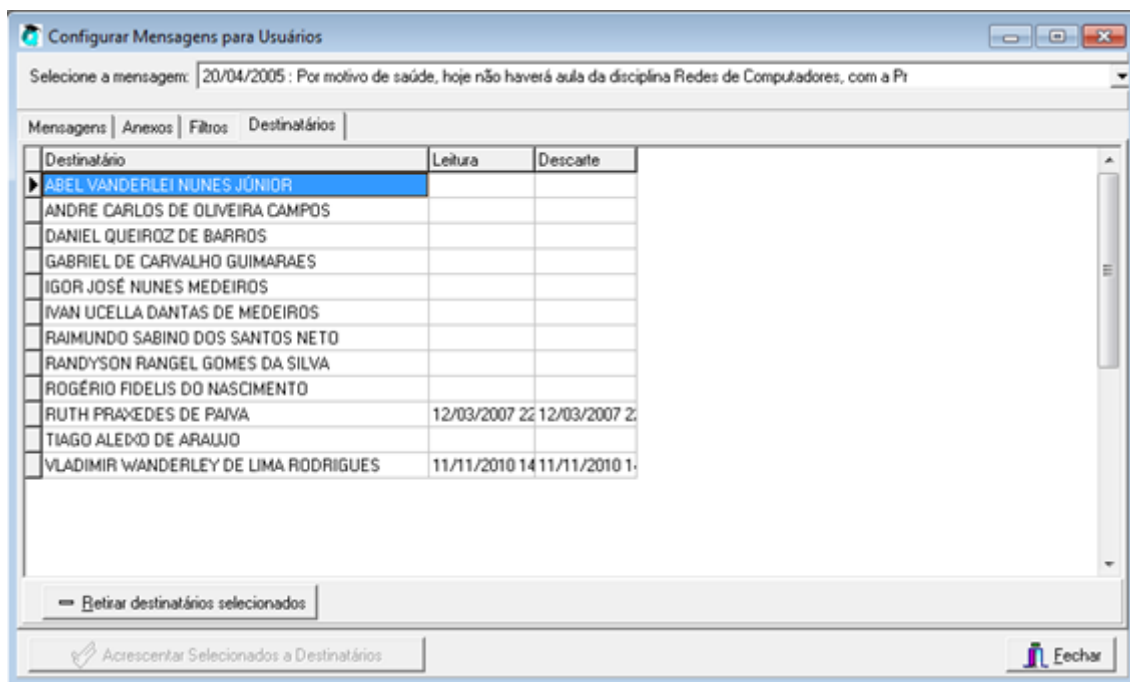 Configurar Mensagens para Usuários
Selecione a mensagem: 20/04/2005 : Por motivo de saúde, hoje não haverá aula da disciplina Redes de Computadores, com a Pr
Mensagens Anexos Filtros Destinatários
Destinatário Leitura Descarte
ABEL VANDERLEI NUNES JÚNIOR
ANDRE CARLOS DE OLIVEIRA CAMPOS
DANIEL QUEIROZ DE BARROS
GABRIEL DE CARVALHO GUIMARAES
IGOR JOSÉ NUNES MEDEIROS
IVAN UCELLA DANTAS DE MEDEIROS
RAIMUNDO SABINO DOS SANTOS NETO
RANDYSON RANGEL GOMES DA SILVA
ROGÉRIO FIDELIS DO NASCIMENTO
RUTH PRAXEDES DE PAIVA 12/03/2007 22 12/03/2007 2
TIAGO ALEIXO DE ARAUJO
VLADIMIR WANDERLEY DE LIMA RODRIGUES 11/11/2010 14 11/11/2010 1
Retirar destinatários selecionados
Acrescentar Selecionados a Destinatários
Fechar